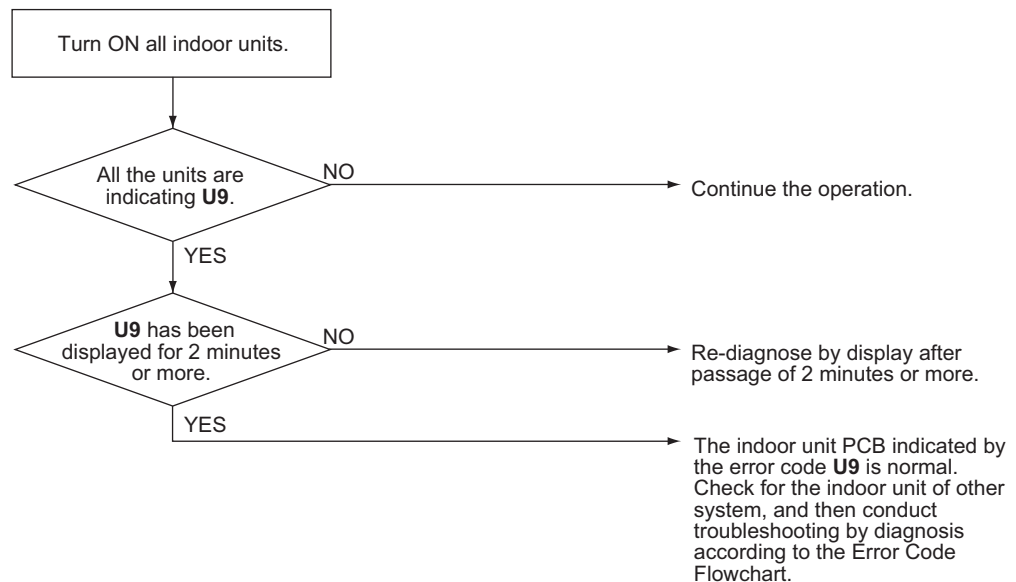 Turn ON all indoor units.
All the units are
indicating U9.
NO
Continue the operation.
YES
U9 has been
displayed for 2 minutes
or more.
NO
Re-diagnose by display after
passage of 2 minutes or more.
YES
The indoor unit PCB indicated by
the error code U9 is normal.
Check for the indoor unit of other
system, and then conduct
troubleshooting by diagnosis
according to the Error Code
Flowchart.